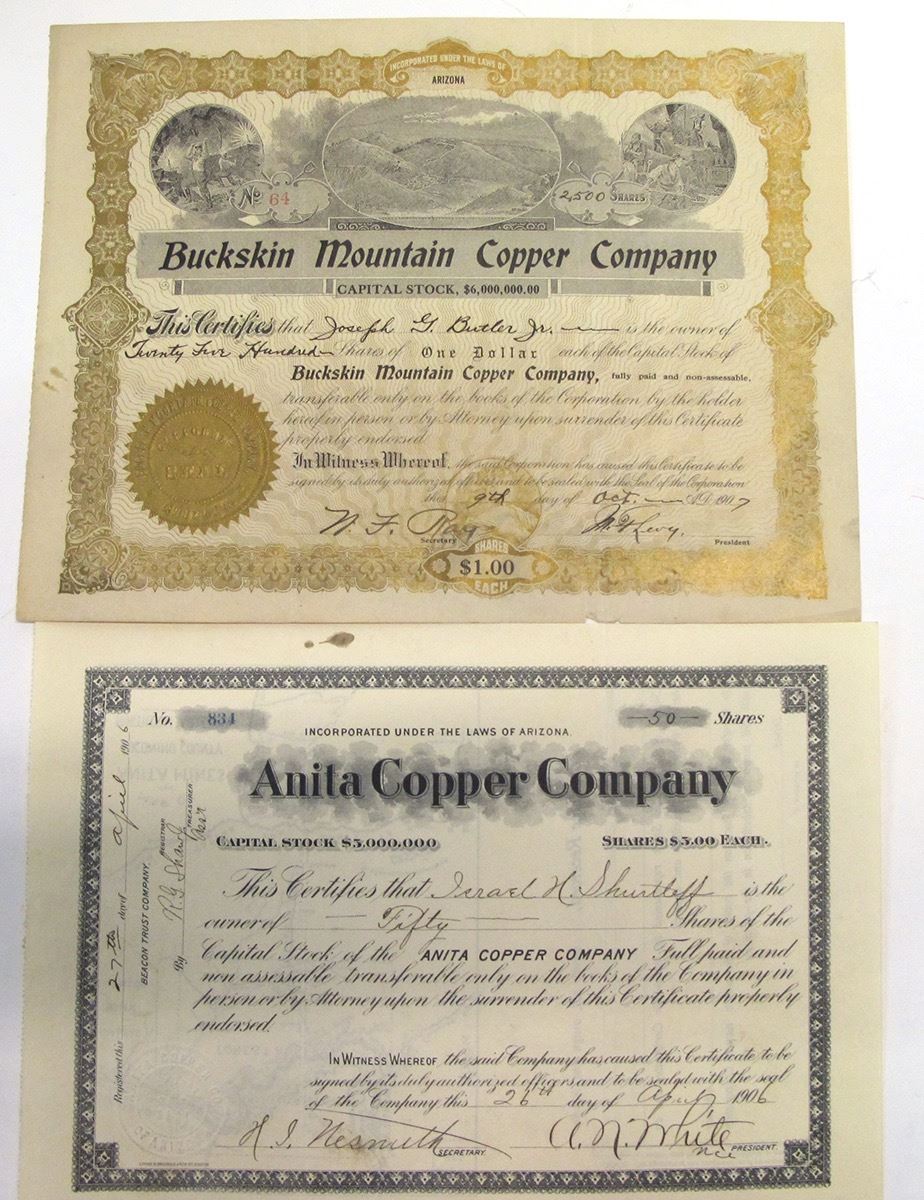 INCORPORATED UNDER THE LAWS OF
ARIZONA
No 64
2,500 SHARES
Buckskin Mountain Copper Company
CAPITAL STOCK, $6,000,000.00
This Certifies that Joseph G. Butler Jr. is the owner of
Twenty Five Hundred Shares of One Dollar each of the Capital Stock of
Buckskin Mountain Copper Company, fully paid and non-assessable,
transferable only on the books of the Corporation by the holder
hereof in person or by Attorney upon surrender of this Certificate
properly endorsed.
In Witness Whereof, the said Corporation has caused this Certificate to be
signed by its duly authorized officers and to be sealed with the Seal of the Corporation
this 9th day of Oct. A.D. 1907
W. F. Ray
Secretary
Levy.
President
SHARES
$1.00
EACH
No. 834
50 Shares
INCORPORATED UNDER THE LAWS OF ARIZONA.
Anita Copper Company
CAPITAL STOCK $5.000.000
SHARES $5.00 EACH.
This Certifies that Israel N. Shurtleff is the
owner of Fifty Shares of the
Capital Stock of the ANITA COPPER COMPANY Full paid and
non assessable transferable only on the books of the Company in
person or by Attorney upon the surrender of this Certificate properly
endorsed.
IN WITNESS WHEREOF the said Company has caused this Certificate to be
signed by its duly authorized officers and to be sealed with the seal
of the Company this 26th day of April 1906
H. I. Nesmuth
SECRETARY.
A. N. White
Vice PRESIDENT.
Registered this 27th day of April 1906
BEACON TRUST COMPANY,
REGISTRAR
By R. G. Shaw Jr
Ass't TREASURER